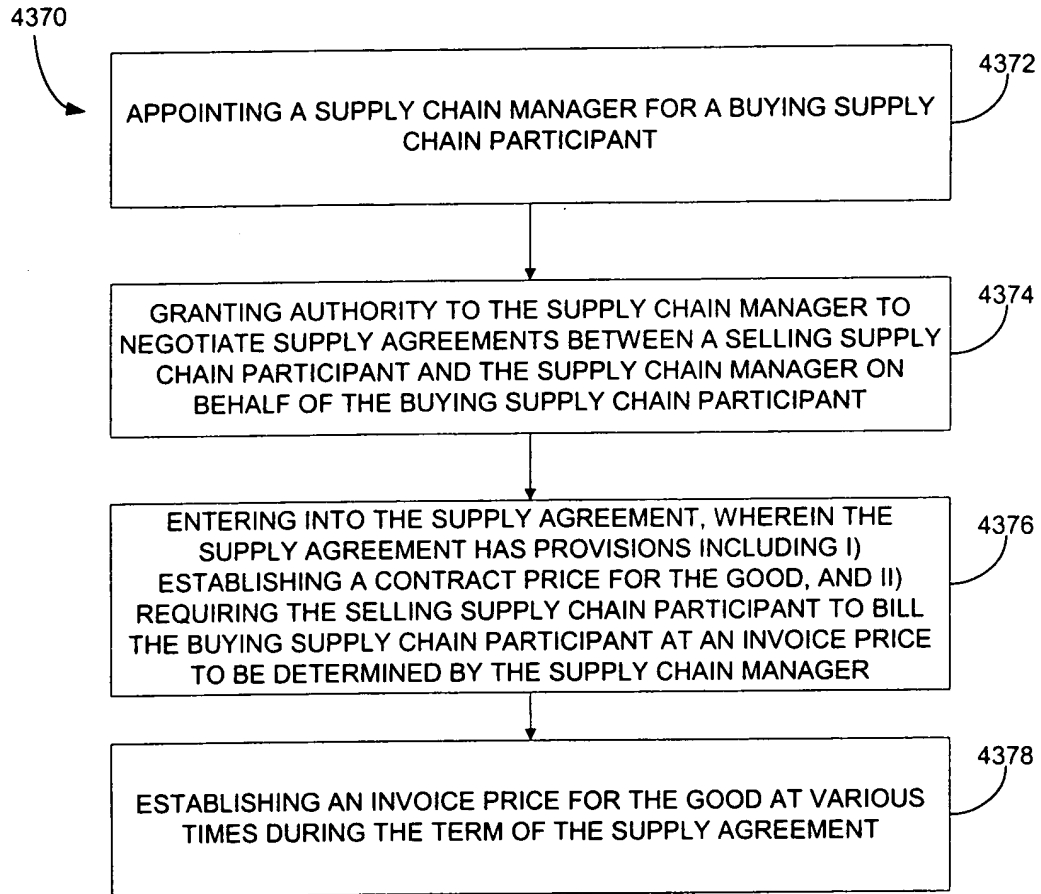 4370
4372
APPOINTING A SUPPLY CHAIN MANAGER FOR A BUYING SUPPLY
CHAIN PARTICIPANT
4374
GRANTING AUTHORITY TO THE SUPPLY CHAIN MANAGER TO
NEGOTIATE SUPPLY AGREEMENTS BETWEEN A SELLING SUPPLY
CHAIN PARTICIPANT AND THE SUPPLY CHAIN MANAGER ON
BEHALF OF THE BUYING SUPPLY CHAIN PARTICIPANT
4376
ENTERING INTO THE SUPPLY AGREEMENT, WHEREIN THE
SUPPLY AGREEMENT HAS PROVISIONS INCLUDING I)
ESTABLISHING A CONTRACT PRICE FOR THE GOOD, AND II)
REQUIRING THE SELLING SUPPLY CHAIN PARTICIPANT TO BILL
THE BUYING SUPPLY CHAIN PARTICIPANT AT AN INVOICE PRICE
TO BE DETERMINED BY THE SUPPLY CHAIN MANAGER
4378
ESTABLISHING AN INVOICE PRICE FOR THE GOOD AT VARIOUS
TIMES DURING THE TERM OF THE SUPPLY AGREEMENT